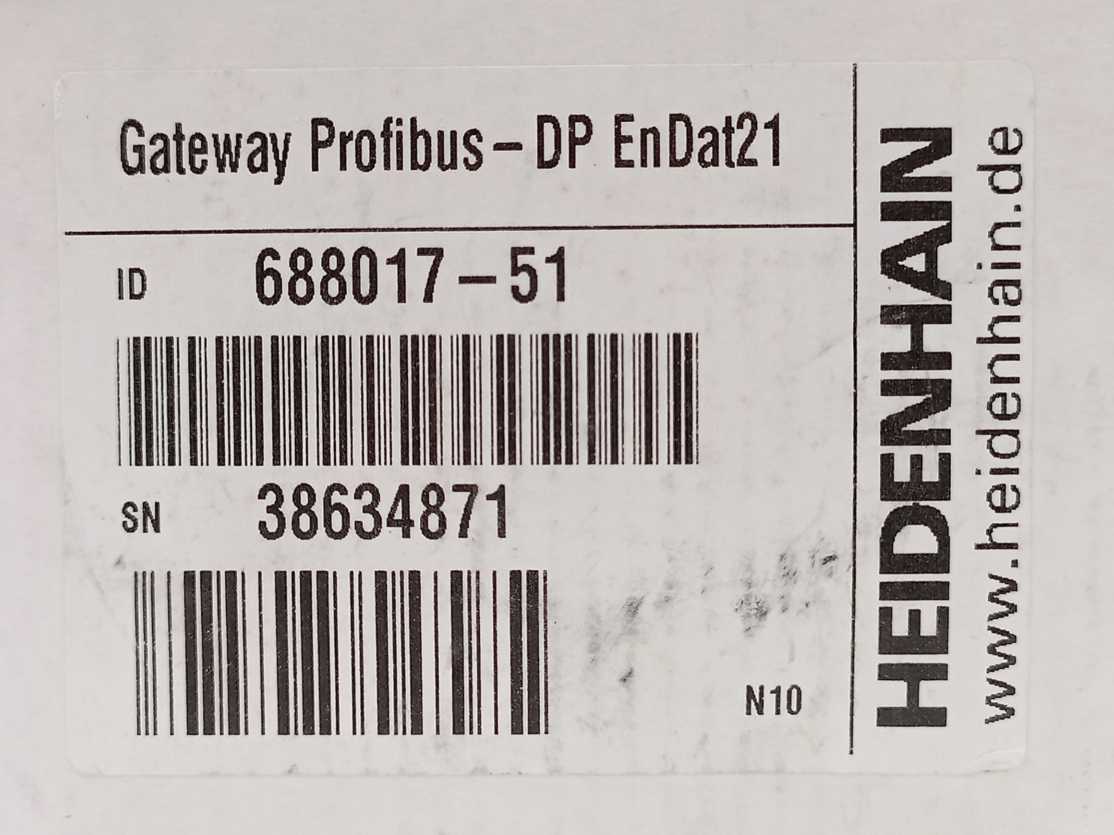 Gateway Profibus-DP EnDat21
ID 688017-51
SN 38634871
N10
HEIDENHAIN
www.heidenhain.de